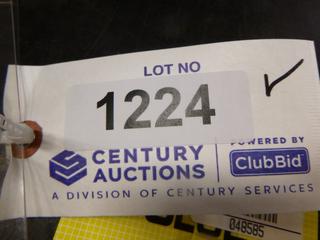 LOT NO
1224
CENTURY
AUCTIONS
POWERED BY
ClubBid
A DIVISION OF CENTURY SERVICES
048585